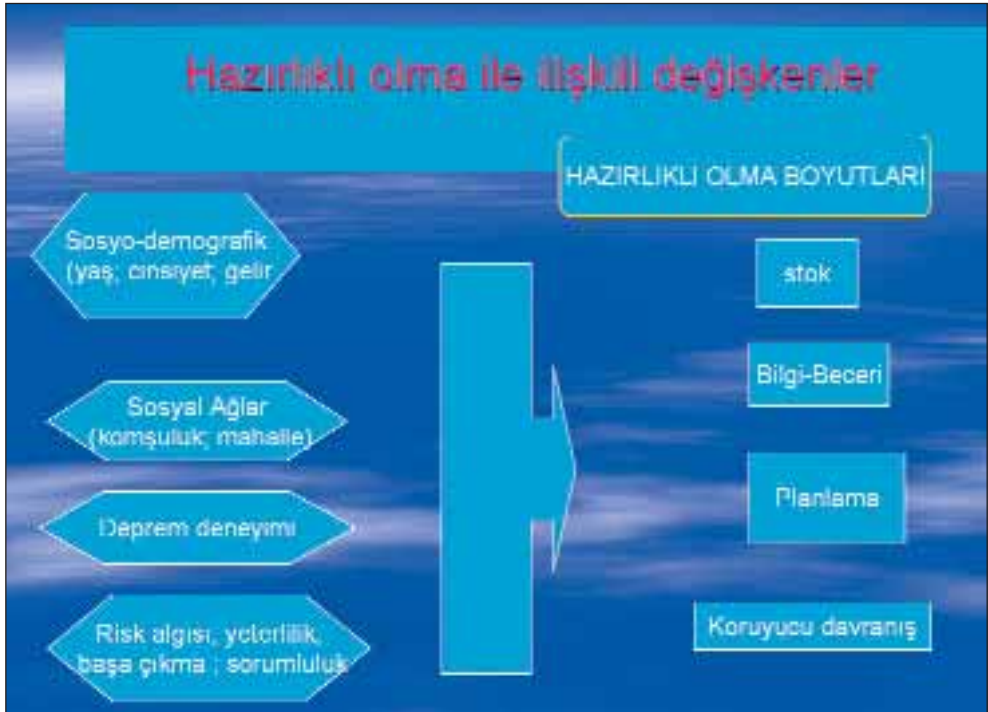 Hazırlıklı olma ile ilişkili değişkenler
HAZIRLIKLI OLMA BOYUTLARI
Sosyo-demografik
(yaş; cinsiyet; gelir
Sosyal Ağlar
(komşuluk; mahalle)
Deprem deneyimi
Risk algısı, yeterlilik,
başa çıkma ; sorumluluk
stok
Bilgi-Beceri
Planlama
Koruyucu davranış